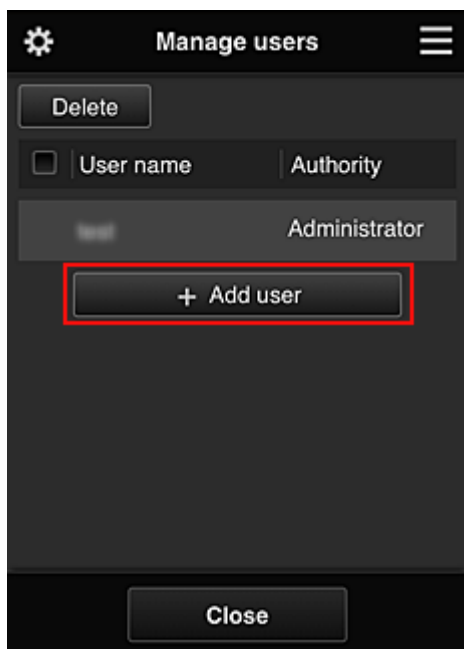 Manage users
Delete
User name Authority
Administrator
+ Add user
Close